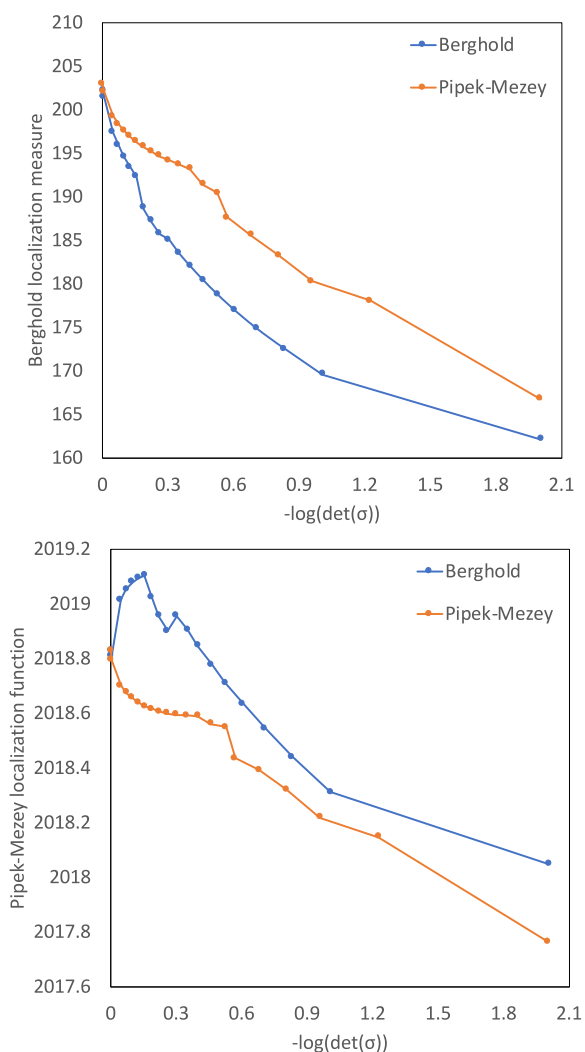 210
205
200
195
190
185
180
175
170
165
160
Berghold localization measure
Berghold
Pipek-Mezey
0 0.3 0.6 0.9 1.2 1.5 1.8 2.1
-log(det(σ))
2019.2
2019
2018.8
2018.6
2018.4
2018.2
2018
2017.8
2017.6
Pipek-Mezey localization function
Berghold
Pipek-Mezey
0 0.3 0.6 0.9 1.2 1.5 1.8 2.1
-log(det(σ))